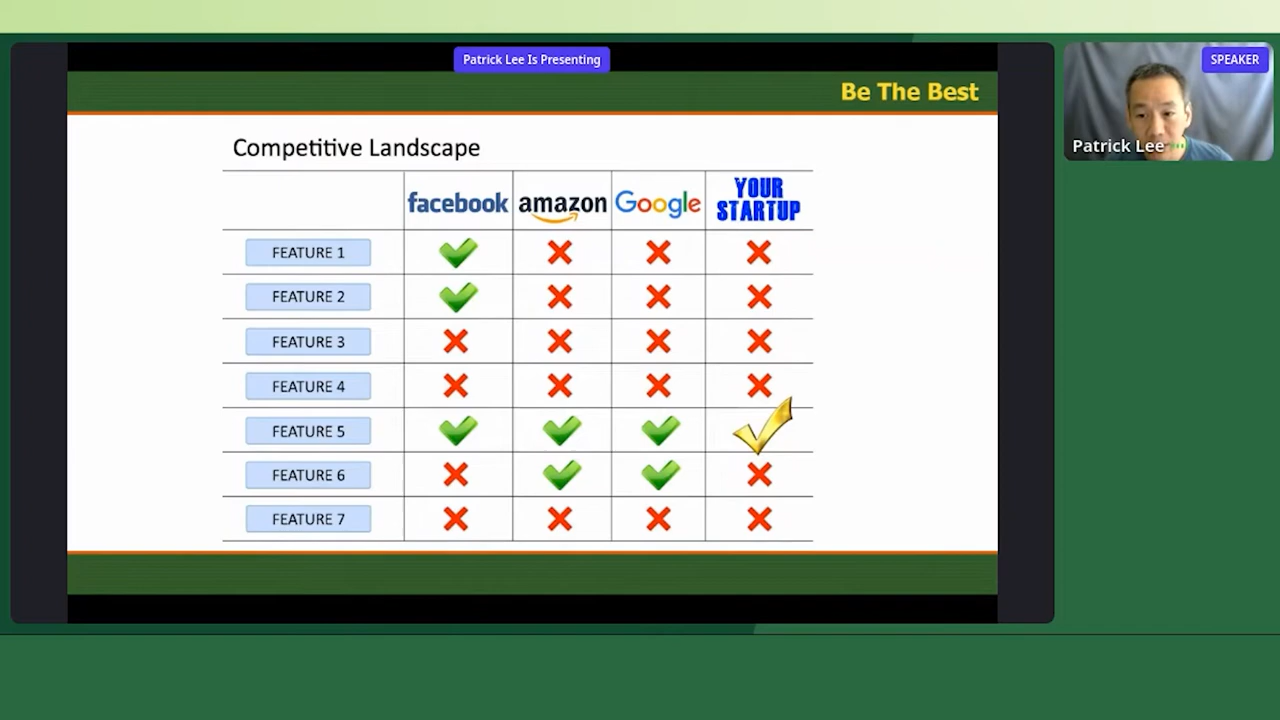 Patrick Lee Is Presenting
SPEAKER
Patrick Lee
Be The Best
Competitive Landscape
facebook amazon Google YOUR STARTUP
FEATURE 1
FEATURE 2
FEATURE 3
FEATURE 4
FEATURE 5
FEATURE 6
FEATURE 7